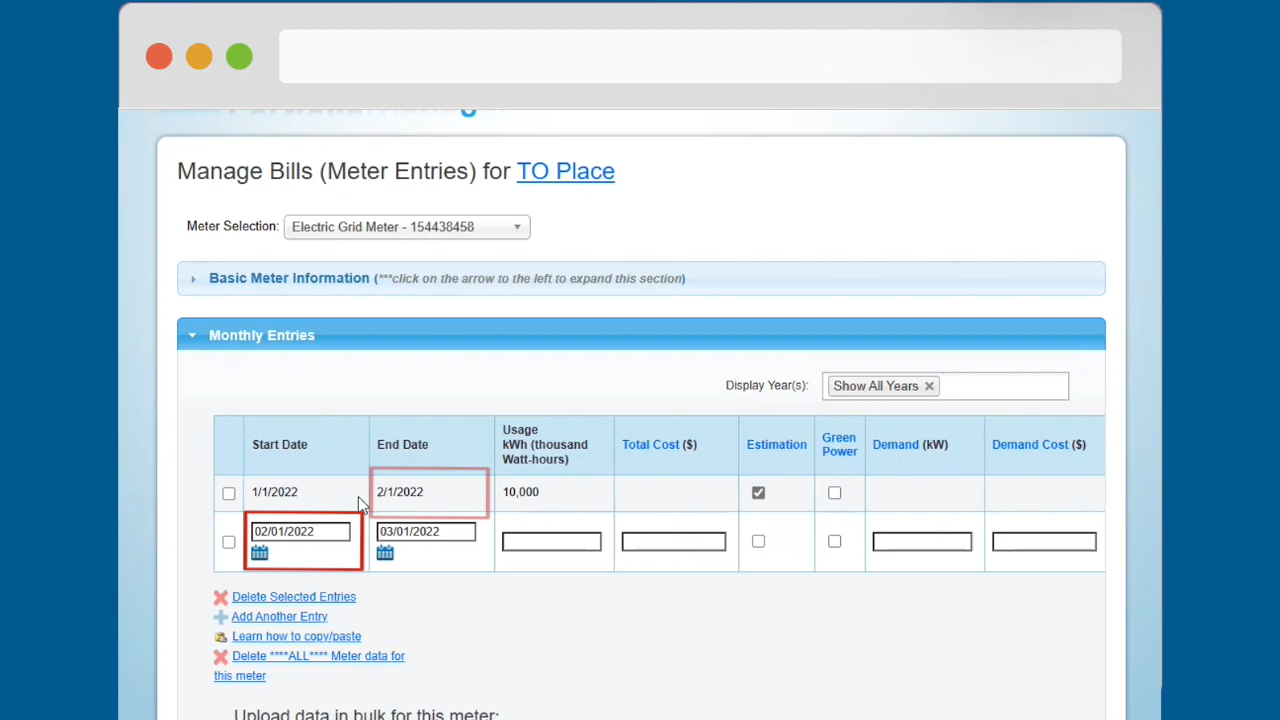 Manage Bills (Meter Entries) for TO Place
Meter Selection: Electric Grid Meter - 154438458
Basic Meter Information (***click on the arrow to the left to expand this section)
Monthly Entries
Display Year(s): Show All Years
Start Date
End Date
Usage
kWh (thousand
Watt-hours)
Total Cost ($)
Estimation
Green
Power
Demand (kW)
Demand Cost ($)
1/1/2022
2/1/2022
10,000
02/01/2022
03/01/2022
Delete Selected Entries
Add Another Entry
Learn how to copy/paste
Delete ****ALL**** Meter data for
this meter
Upload data in bulk for this meter: